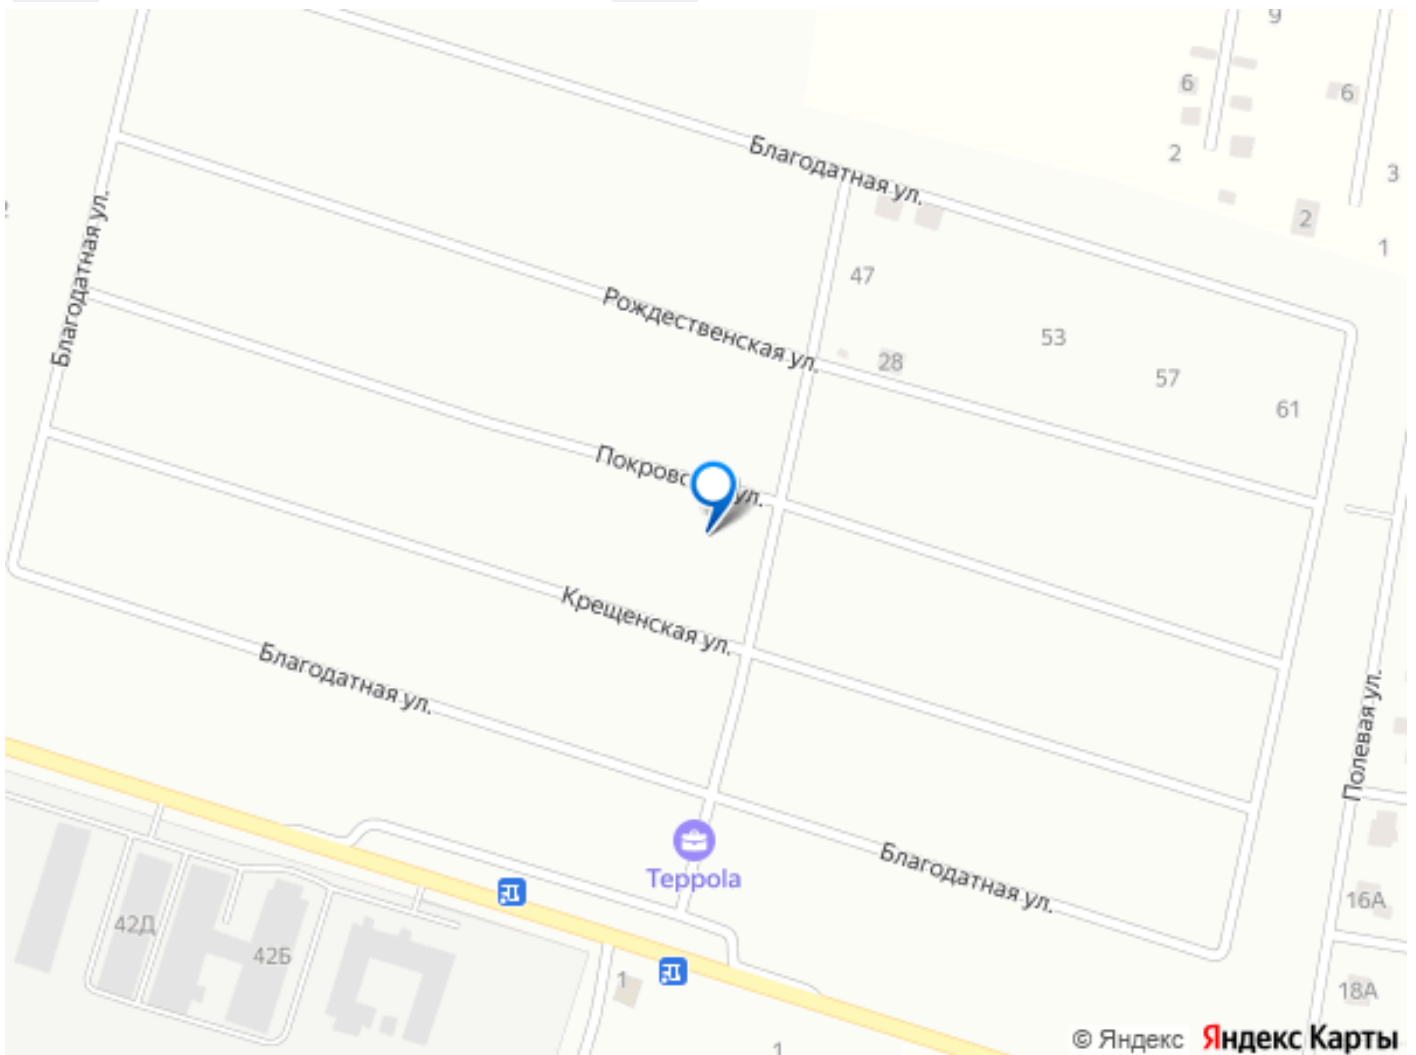 9
6
6
2
3
2
1
Благодатная ул.
Благодатная ул.
47
53
Рождественская ул.
28
57
61
Покровс
ул.
Крещенская ул.
Благодатная ул.
Полевая ул.
Teppola
Благодатная ул.
16А
42Д
42Б
1
18А
1
© Яндекс Яндекс Карты